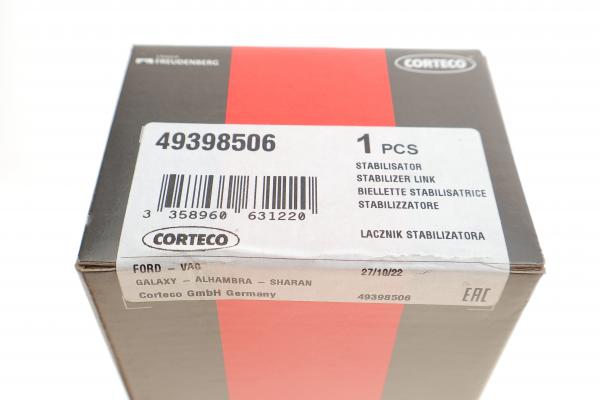 FREUDENBERG
CORTECO
49398506
1 PCS
STABILISATOR
STABILIZER LINK
BIELLETTE STABILISATRICE
STABILIZZATORE
LACZNIK STABILIZATORA
3 358960 631220
CORTECO
FORD - VAG
27/10/22
GALAXY - ALHAMBRA - SHARAN
Corteco GmbH Germany
49398506
EAC